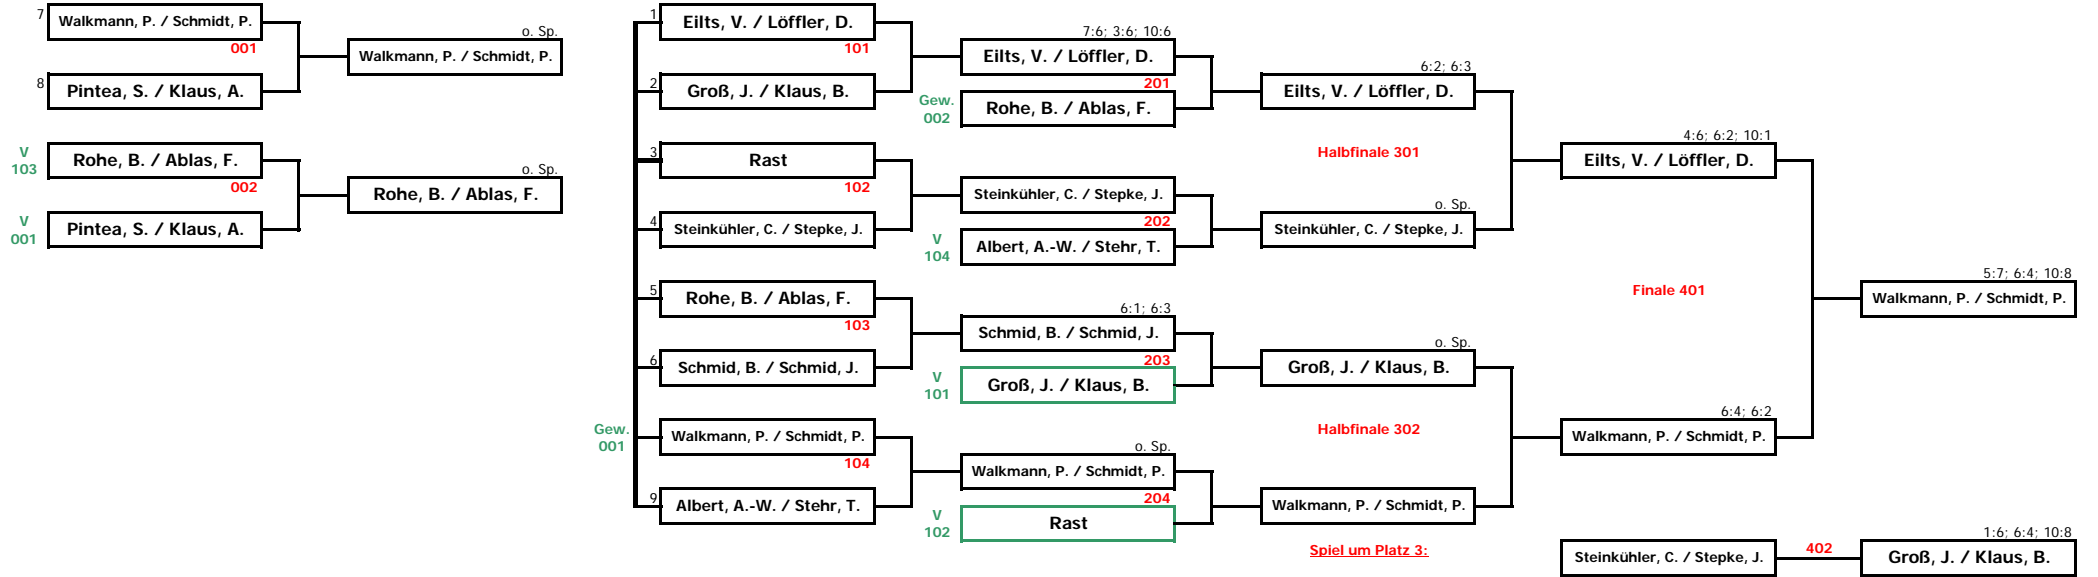 7
Walkmann, P. / Schmidt, P.
001
o. Sp.
Walkmann, P. / Schmidt, P.
8
Pintea, S. / Klaus, A.
V
103
Rohe, B. / Ablas, F.
002
o. Sp.
Rohe, B. / Ablas, F.
V
001
Pintea, S. / Klaus, A.
1
Eilts, V. / Löffler, D.
101
2
Groß, J. / Klaus, B.
3
Rast
102
4
Steinkühler, C. / Stepke, J.
5
Rohe, B. / Ablas, F.
103
6
Schmid, B. / Schmid, J.
Gew.
001
Walkmann, P. / Schmidt, P.
104
9
Albert, A.-W. / Stehr, T.
7:6; 3:6; 10:6
Eilts, V. / Löffler, D.
201
Gew.
002
Rohe, B. / Ablas, F.
Steinkühler, C. / Stepke, J.
202
V
104
Albert, A.-W. / Stehr, T.
6:1; 6:3
Schmid, B. / Schmid, J.
203
V
101
Groß, J. / Klaus, B.
o. Sp.
Walkmann, P. / Schmidt, P.
204
V
102
Rast
6:2; 6:3
Eilts, V. / Löffler, D.
Halbfinale 301
o. Sp.
Steinkühler, C. / Stepke, J.
o. Sp.
Groß, J. / Klaus, B.
Halbfinale 302
Walkmann, P. / Schmidt, P.
4:6; 6:2; 10:1
Eilts, V. / Löffler, D.
Finale 401
6:4; 6:2
Walkmann, P. / Schmidt, P.
5:7; 6:4; 10:8
Walkmann, P. / Schmidt, P.
Spiel um Platz 3:
Steinkühler, C. / Stepke, J.
402
1:6; 6:4; 10:8
Groß, J. / Klaus, B.